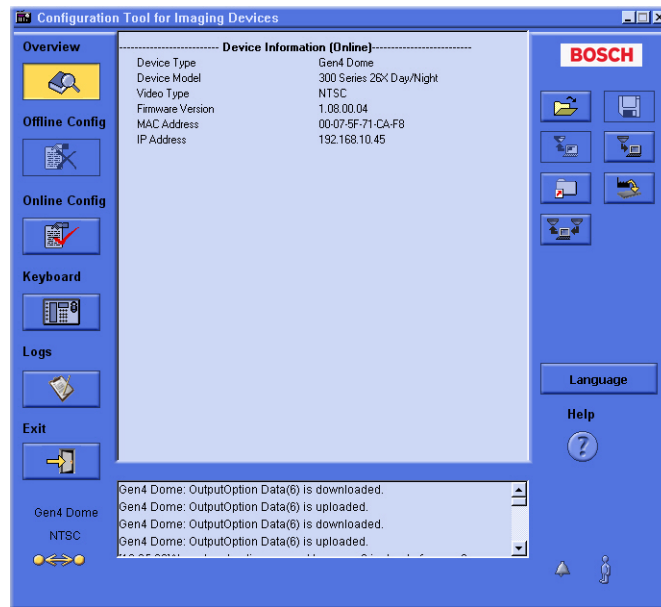 Configuration Tool for Imaging Devices
Overview
Offline Config
Online Config
Keyboard
Logs
Exit
Gen4 Dome
NTSC
---------------------- Device Information (Online)----------------------
Device Type Gen4 Dome
Device Model 300 Series 26X Day/Night
Video Type NTSC
Firmware Version 1.08.00.04
MAC Address 00-07-5F-71-CA-F8
IP Address 192.168.10.45
Gen4 Dome: OutputOption Data(6) is downloaded.
Gen4 Dome: OutputOption Data(6) is uploaded.
Gen4 Dome: OutputOption Data(6) is downloaded.
Gen4 Dome: OutputOption Data(6) is uploaded.
BOSCH
Language
Help
?